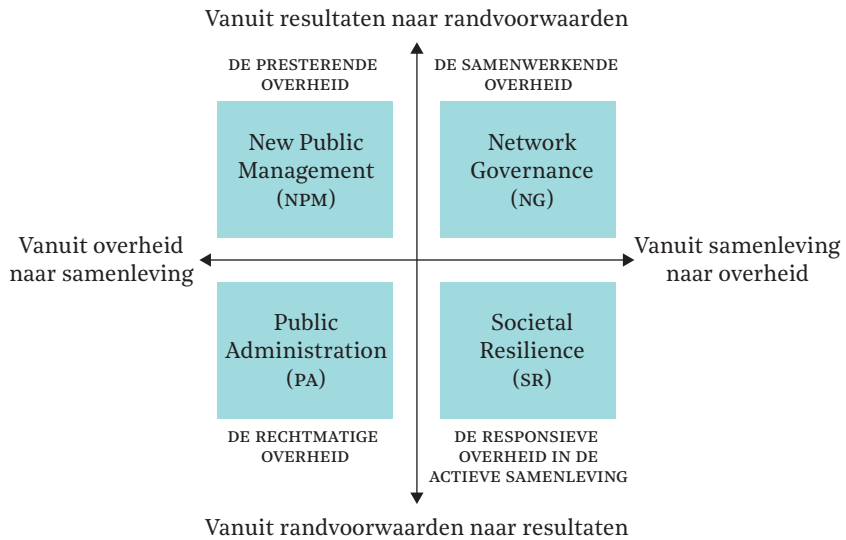 Vanuit resultaten naar randvoorwaarden
DE PRESTERENDE
OVERHEID
DE SAMENWERKENDE
OVERHEID
New Public
Management
(NPM)
Network
Governance
(NG)
Vanuit overheid
naar samenleving
Vanuit samenleving
naar overheid
Public
Administration
(PA)
Societal
Resilience
(SR)
DE RECHTMATIGE
OVERHEID
DE RESPONSIEVE
OVERHEID IN DE
ACTIEVE SAMENLEVING
Vanuit randvoorwaarden naar resultaten